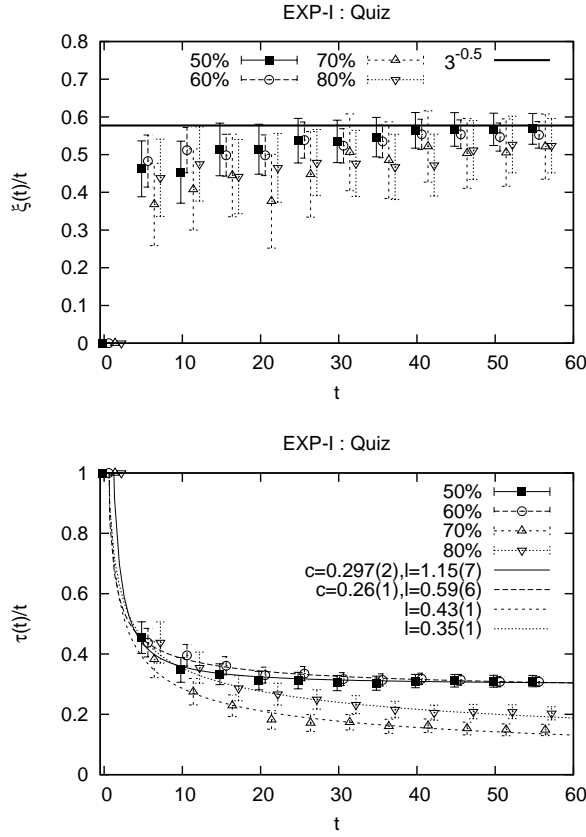 EXP-I : Quiz
50% 70% 3^-0.5
60% 80%
0.8
0.7
0.6
0.5
0.4
0.3
0.2
0.1
0
ξ(t)/t
0 10 20 30 40 50 60
t
EXP-I : Quiz
50%
60%
70%
80%
c=0.297(2),l=1.15(7)
c=0.26(1),l=0.59(6)
l=0.43(1)
l=0.35(1)
1
0.8
0.6
0.4
0.2
0
τ(t)/t
0 10 20 30 40 50 60
t